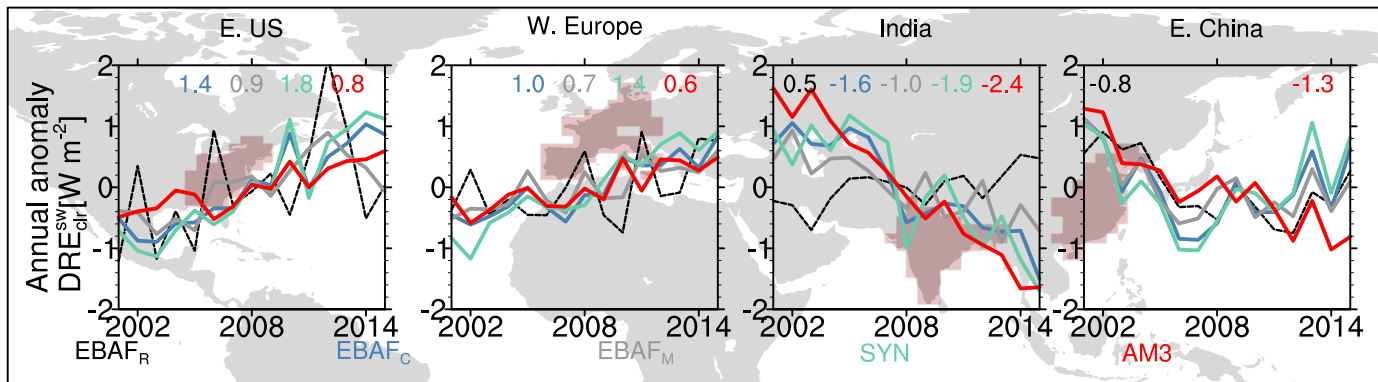 E. US
W. Europe
India
E. China
1.4 0.9 1.8 0.8
1.0 0.7 1.4 0.6
0.5 -1.6 -1.0 -1.9 -2.4
-0.8 -1.3
Annual anomaly
DRE^sw_clr [W m^-2]
2
1
0
-1
-2
2
1
0
-1
-2
2
1
0
-1
-2
2
1
0
-1
-2
2002 2008 2014
2002 2008 2014
2002 2008 2014
2002 2008 2014
EBAF_R EBAF_C EBAF_M SYN AM3